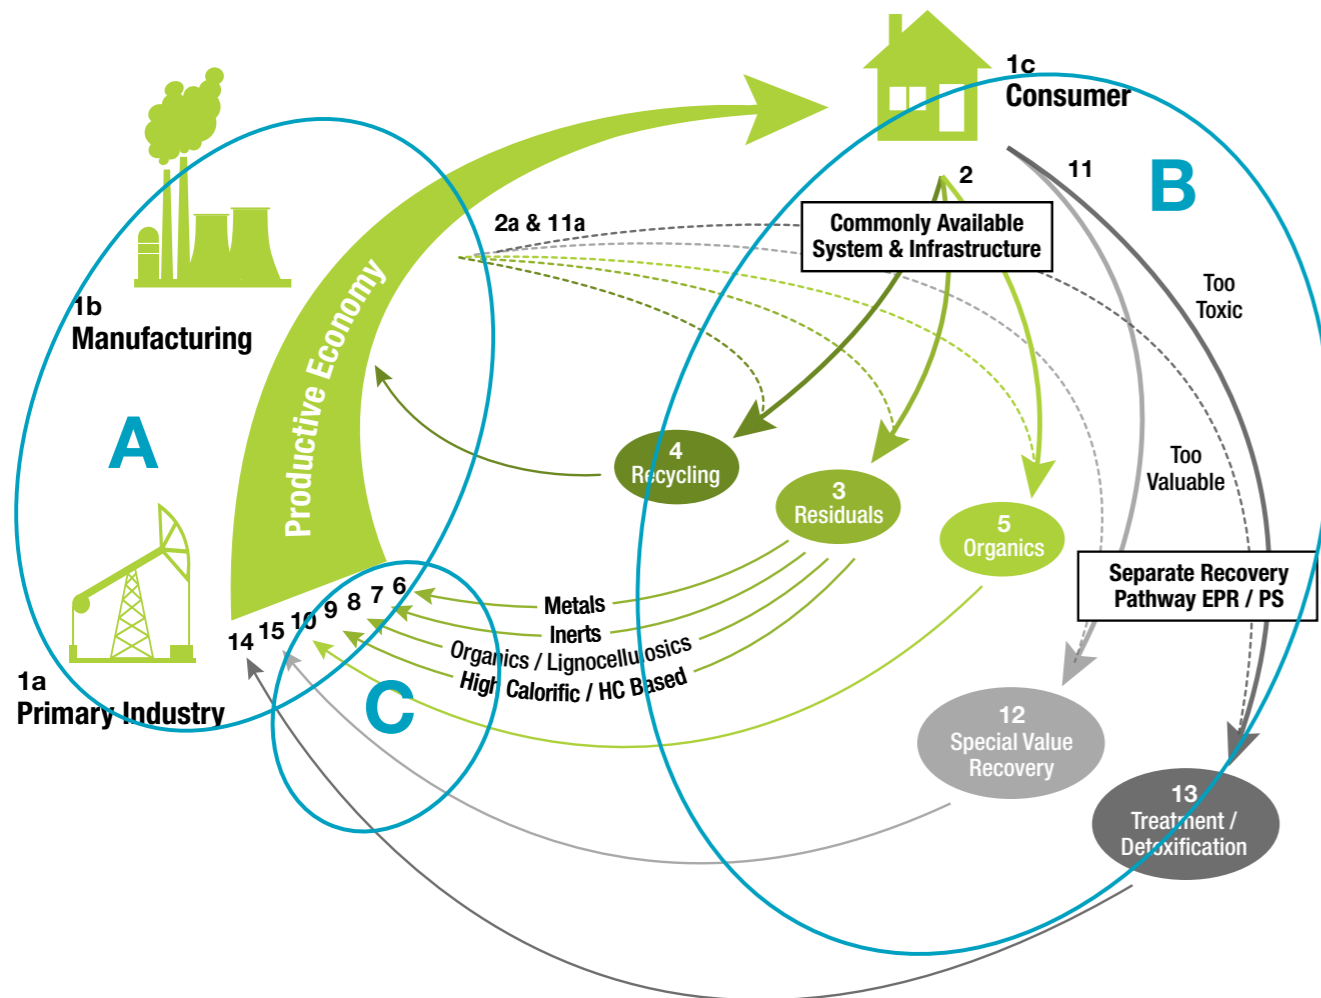 1c
Consumer
2
11
B
2a & 11a
Commonly Available
System & Infrastructure
Too
Toxic
1b
Manufacturing
Productive Economy
A
4
Recycling
Too
Valuable
3
Residuals
5
Organics
Separate Recovery
Pathway EPR / PS
6
7
8
9
10
15
14
Metals
Inerts
Organics / Lignocellulosics
High Calorific / HC Based
1a
Primary Industry
C
12
Special Value
Recovery
13
Treatment /
Detoxification